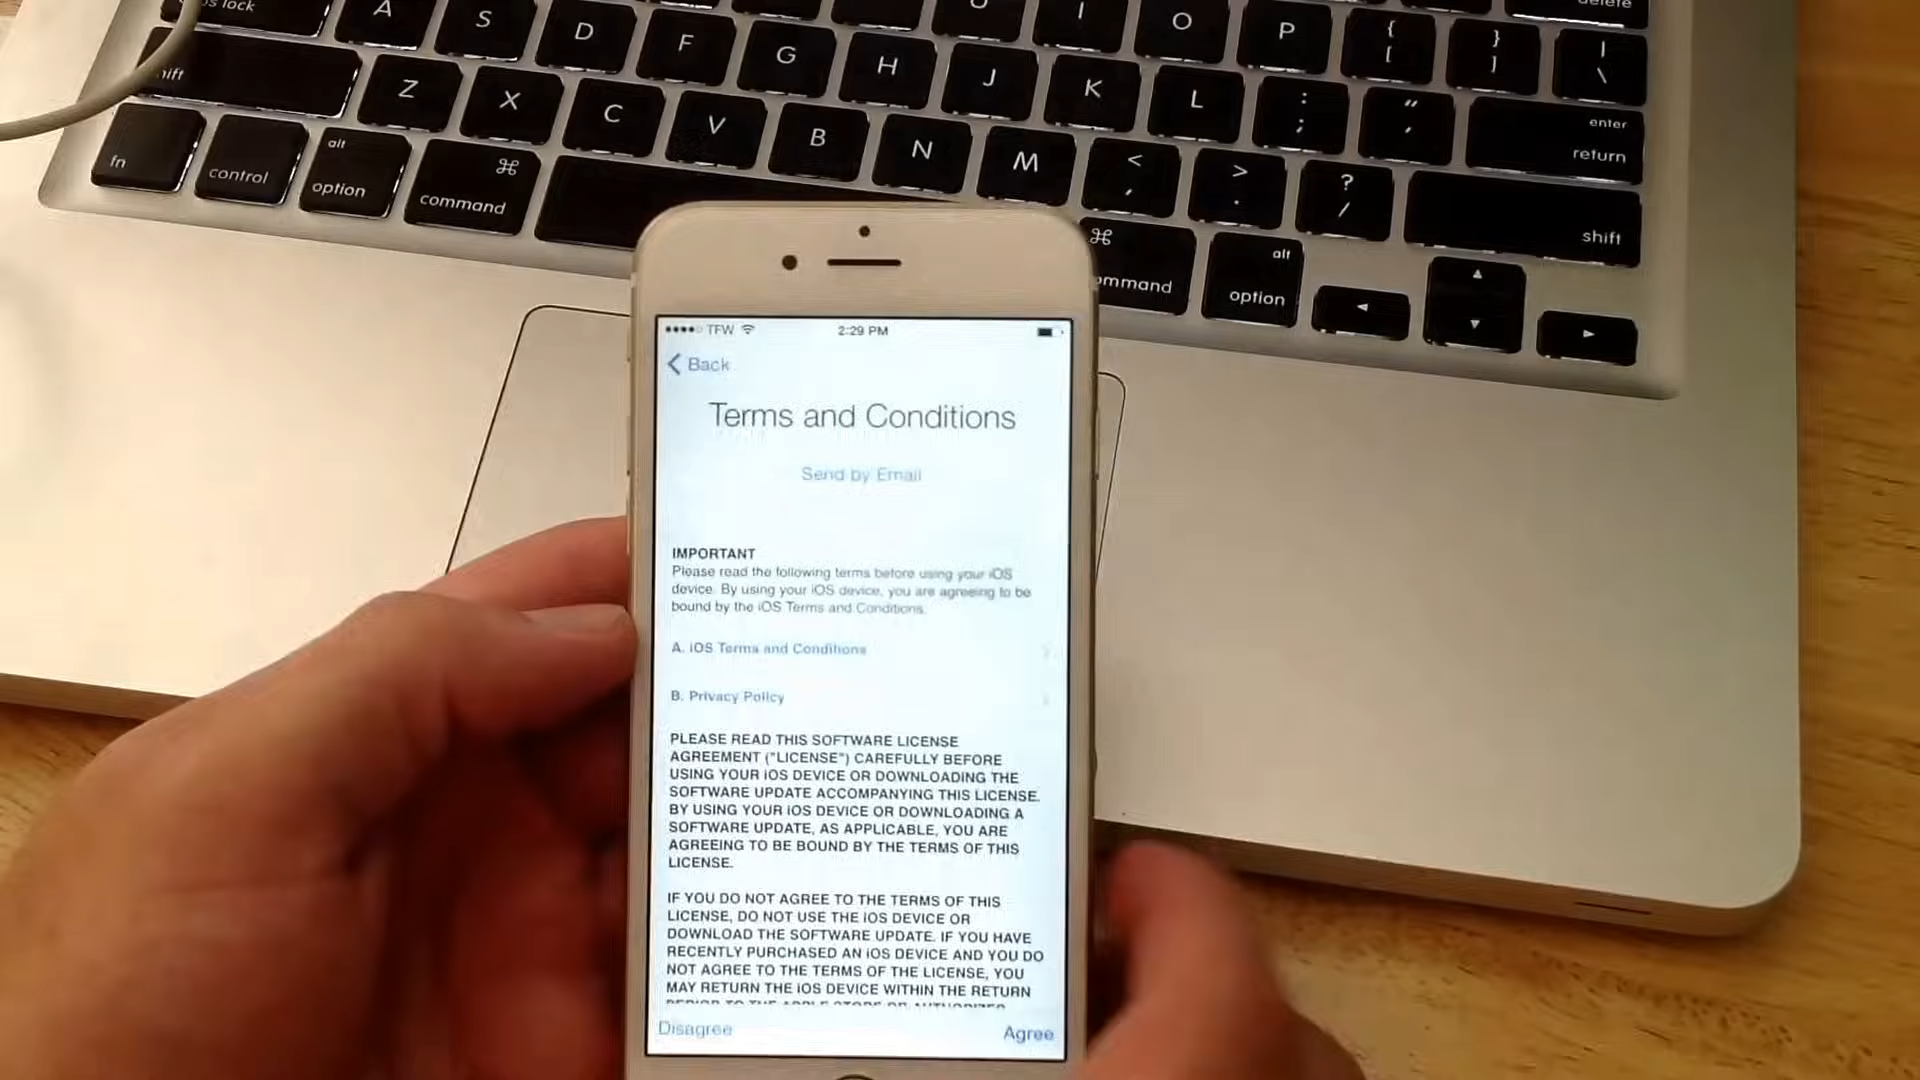 lock A S D F G H J K L : ; " enter return
I O P { [ } ] | \
shift Z X C V B N M < , > . ? / shift
fn control alt option ⌘ command ⌘ alt option
TFW 2:29 PM
Back
Terms and Conditions
Send by Email
IMPORTANT
Please read the following terms before using your iOS
device. By using your iOS device, you are agreeing to be
bound by the iOS Terms and Conditions.
A. iOS Terms and Conditions
B. Privacy Policy
PLEASE READ THIS SOFTWARE LICENSE
AGREEMENT ("LICENSE") CAREFULLY BEFORE
USING YOUR iOS DEVICE OR DOWNLOADING THE
SOFTWARE UPDATE ACCOMPANYING THIS LICENSE.
BY USING YOUR iOS DEVICE OR DOWNLOADING A
SOFTWARE UPDATE, AS APPLICABLE, YOU ARE
AGREEING TO BE BOUND BY THE TERMS OF THIS
LICENSE.
IF YOU DO NOT AGREE TO THE TERMS OF THIS
LICENSE, DO NOT USE THE iOS DEVICE OR
DOWNLOAD THE SOFTWARE UPDATE. IF YOU HAVE
RECENTLY PURCHASED AN iOS DEVICE AND YOU DO
NOT AGREE TO THE TERMS OF THE LICENSE, YOU
MAY RETURN THE iOS DEVICE WITHIN THE RETURN
Disagree Agree